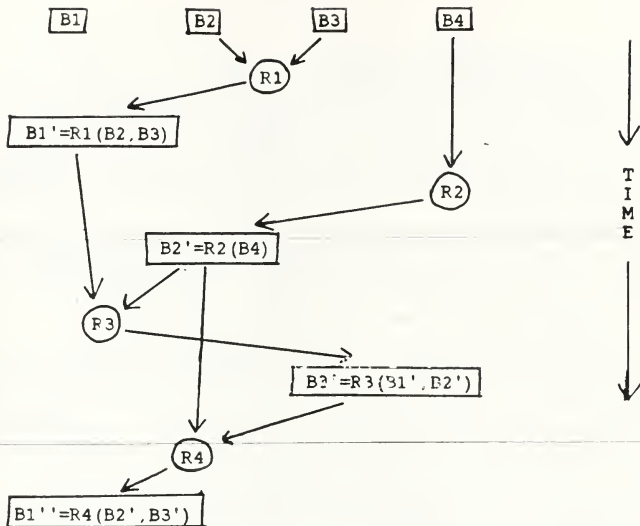 B1 B2 B3 B4
R1
B1'=R1(B2,B3)
TIME
R2
B2'=R2(B4)
R3
B3'=R3(B1',B2')
R4
B1''=R4(B2',B3')